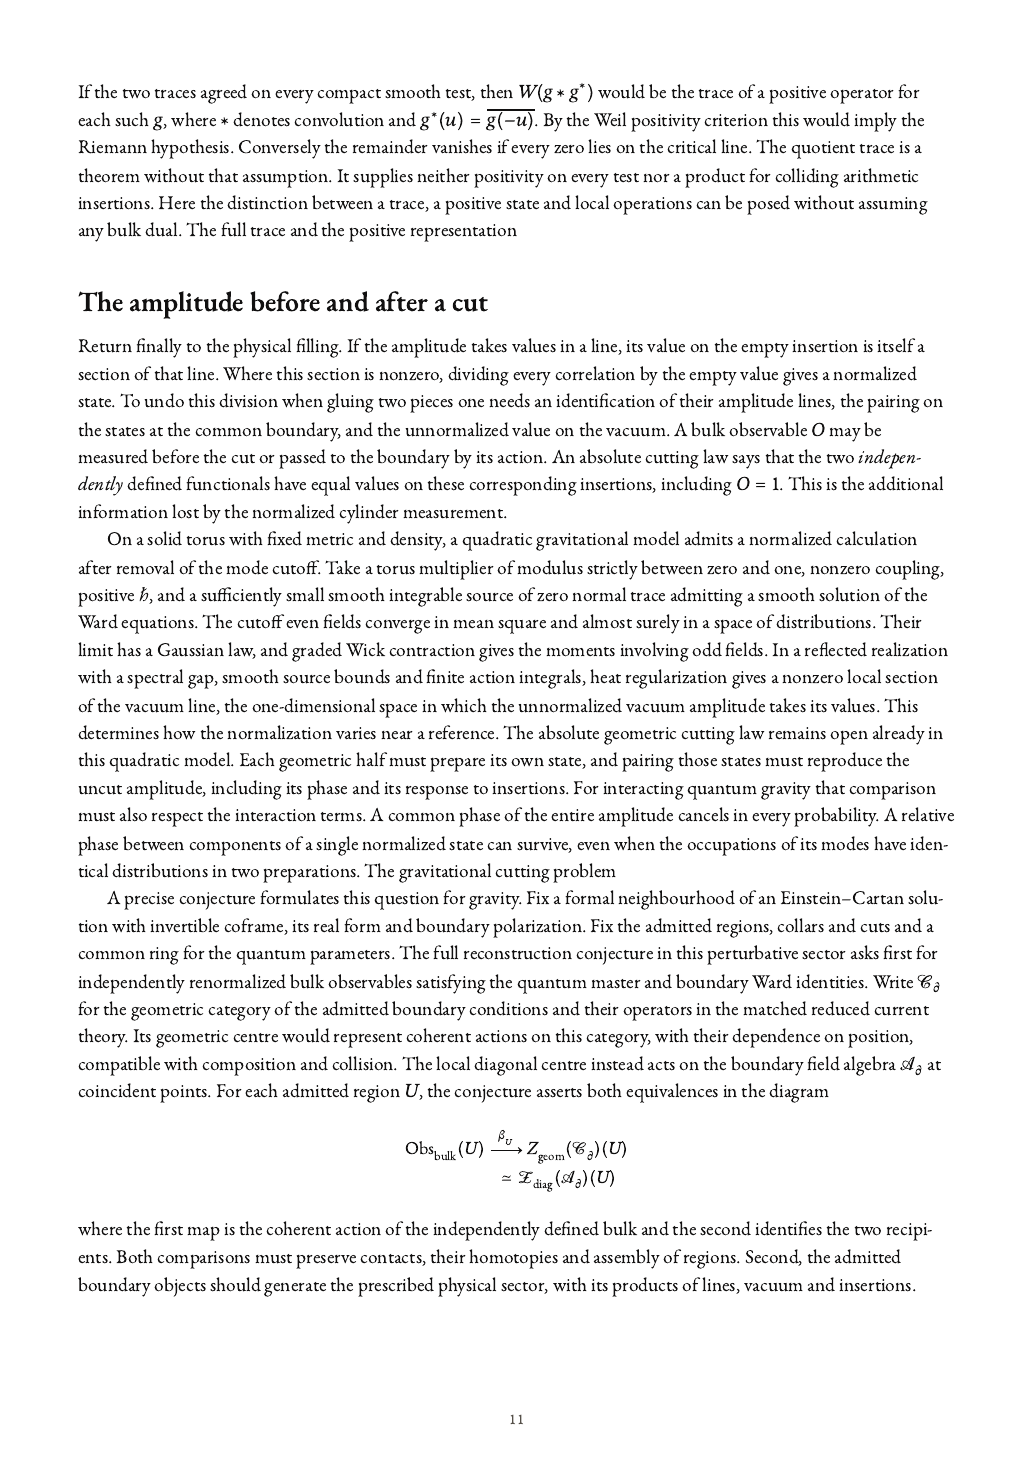 If the two traces agreed on every compact smooth test, then W(g ∗ g*) would be the trace of a positive operator for
each such g, where ∗ denotes convolution and g*(u) = \overline{g(−u)}. By the Weil positivity criterion this would imply the
Riemann hypothesis. Conversely the remainder vanishes if every zero lies on the critical line. The quotient trace is a
theorem without that assumption. It supplies neither positivity on every test nor a product for colliding arithmetic
insertions. Here the distinction between a trace, a positive state and local operations can be posed without assuming
any bulk dual. The full trace and the positive representation
The amplitude before and after a cut
Return finally to the physical filling. If the amplitude takes values in a line, its value on the empty insertion is itself a
section of that line. Where this section is nonzero, dividing every correlation by the empty value gives a normalized
state. To undo this division when gluing two pieces one needs an identification of their amplitude lines, the pairing on
the states at the common boundary, and the unnormalized value on the vacuum. A bulk observable O may be
measured before the cut or passed to the boundary by its action. An absolute cutting law says that the two indepen-
dently defined functionals have equal values on these corresponding insertions, including O = 1. This is the additional
information lost by the normalized cylinder measurement.
On a solid torus with fixed metric and density, a quadratic gravitational model admits a normalized calculation
after removal of the mode cutoff. Take a torus multiplier of modulus strictly between zero and one, nonzero coupling,
positive ℏ, and a sufficiently small smooth integrable source of zero normal trace admitting a smooth solution of the
Ward equations. The cutoff even fields converge in mean square and almost surely in a space of distributions. Their
limit has a Gaussian law, and graded Wick contraction gives the moments involving odd fields. In a reflected realization
with a spectral gap, smooth source bounds and finite action integrals, heat regularization gives a nonzero local section
of the vacuum line, the one-dimensional space in which the unnormalized vacuum amplitude takes its values. This
determines how the normalization varies near a reference. The absolute geometric cutting law remains open already in
this quadratic model. Each geometric half must prepare its own state, and pairing those states must reproduce the
uncut amplitude, including its phase and its response to insertions. For interacting quantum gravity that comparison
must also respect the interaction terms. A common phase of the entire amplitude cancels in every probability. A relative
phase between components of a single normalized state can survive, even when the occupations of its modes have iden-
tical distributions in two preparations. The gravitational cutting problem
A precise conjecture formulates this question for gravity. Fix a formal neighbourhood of an Einstein–Cartan solu-
tion with invertible coframe, its real form and boundary polarization. Fix the admitted regions, collars and cuts and a
common ring for the quantum parameters. The full reconstruction conjecture in this perturbative sector asks first for
independently renormalized bulk observables satisfying the quantum master and boundary Ward identities. Write 𝒞_∂
for the geometric category of the admitted boundary conditions and their operators in the matched reduced current
theory. Its geometric centre would represent coherent actions on this category, with their dependence on position,
compatible with composition and collision. The local diagonal centre instead acts on the boundary field algebra 𝒜_∂ at
coincident points. For each admitted region U, the conjecture asserts both equivalences in the diagram
Obs_bulk(U) \xrightarrow{β_U} Z_geom(𝒞_∂)(U)
≃ 𝒵_diag(𝒜_∂)(U)
where the first map is the coherent action of the independently defined bulk and the second identifies the two recipi-
ents. Both comparisons must preserve contacts, their homotopies and assembly of regions. Second, the admitted
boundary objects should generate the prescribed physical sector, with its products of lines, vacuum and insertions.
11